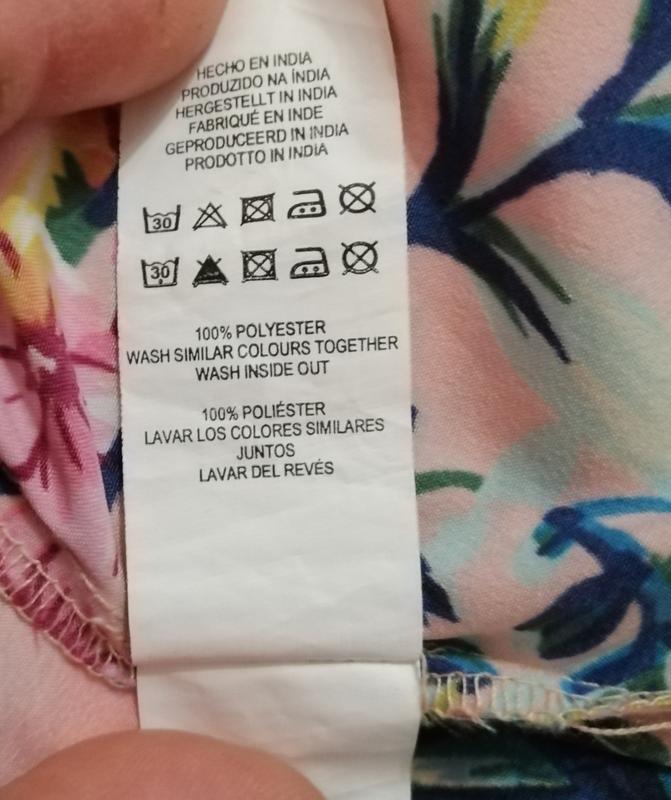 HECHO EN INDIA
PRODUZIDO NA ÍNDIA
HERGESTELLT IN INDIA
FABRIQUÉ EN INDE
GEPRODUCEERD IN INDIA
PRODOTTO IN INDIA
30
30
100% POLYESTER
WASH SIMILAR COLOURS TOGETHER
WASH INSIDE OUT
100% POLIÉSTER
LAVAR LOS COLORES SIMILARES
JUNTOS
LAVAR DEL REVÉS